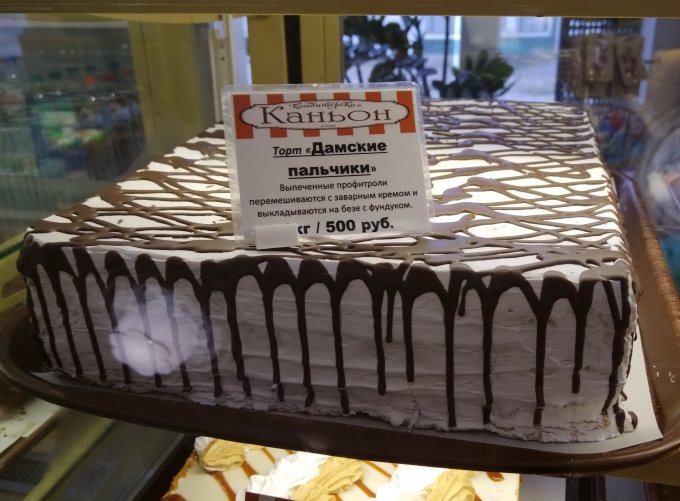 Кондитерская
Каньон
Торт «Дамские
пальчики»
Выпеченные профитроли
перемешиваются с заварным кремом и
выкладываются на безе с фундуком.
кг / 500 руб.